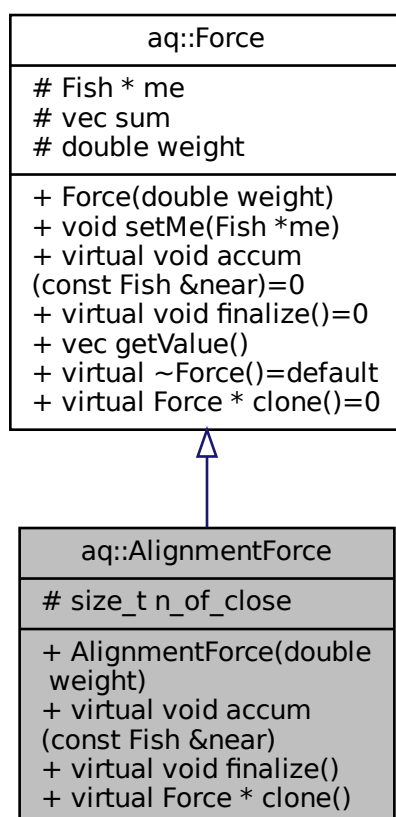 aq::Force
# Fish * me
# vec sum
# double weight
+ Force(double weight)
+ void setMe(Fish *me)
+ virtual void accum
(const Fish &near)=0
+ virtual void finalize()=0
+ vec getValue()
+ virtual ~Force()=default
+ virtual Force * clone()=0
aq::AlignmentForce
# size_t n_of_close
+ AlignmentForce(double
weight)
+ virtual void accum
(const Fish &near)
+ virtual void finalize()
+ virtual Force * clone()